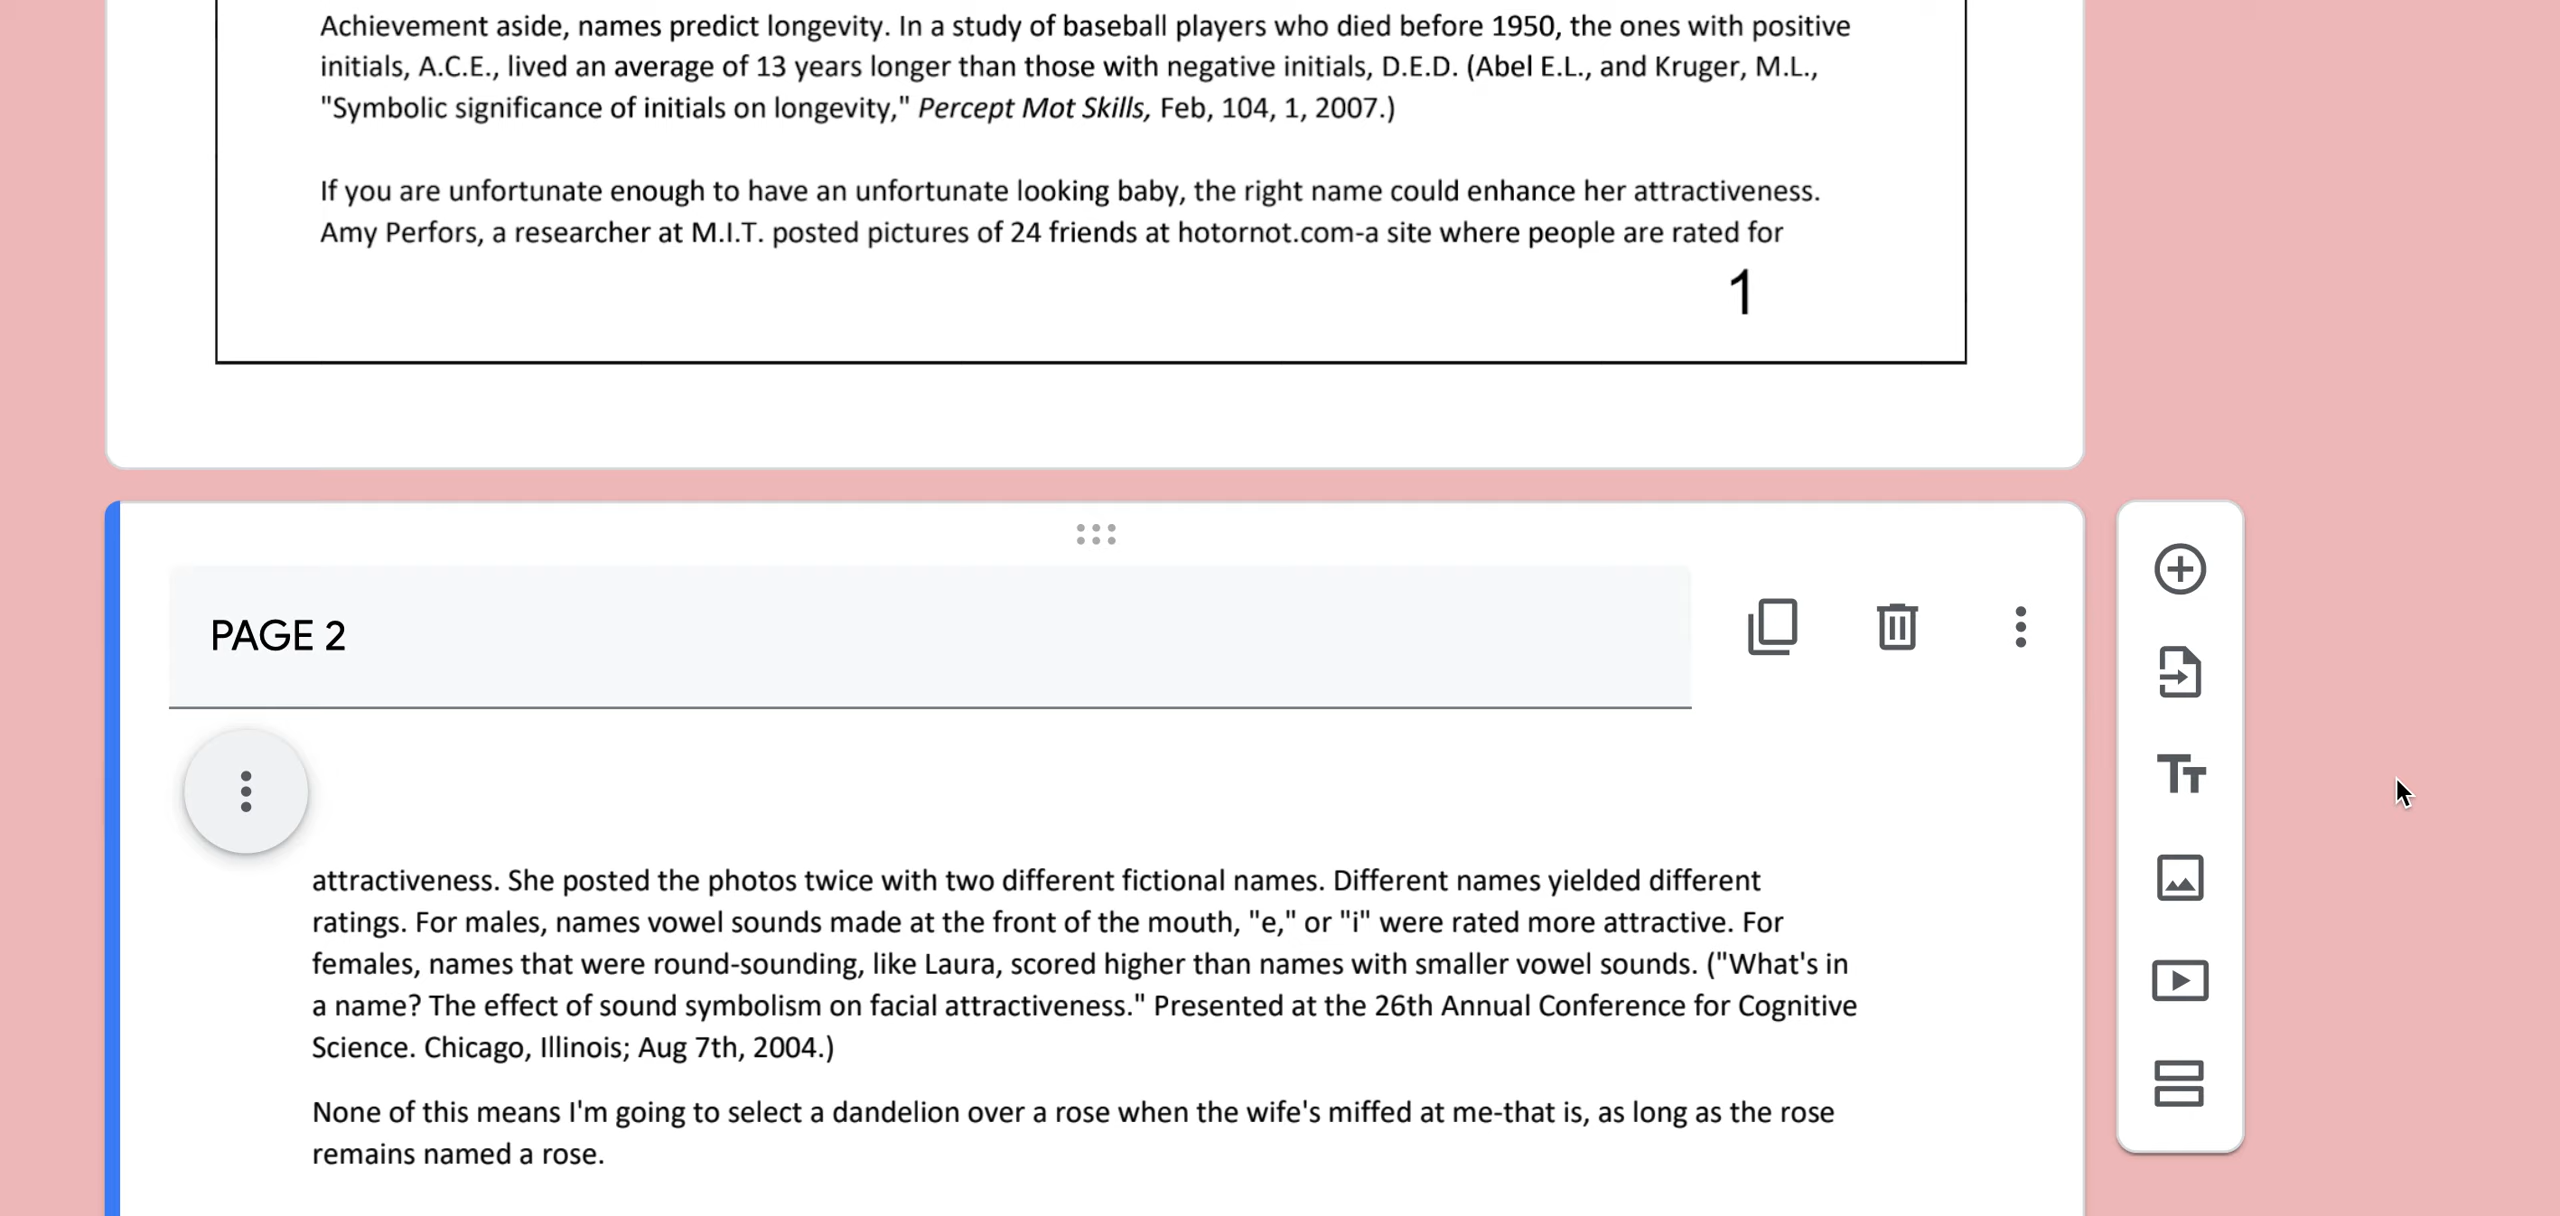 Achievement aside, names predict longevity. In a study of baseball players who died before 1950, the ones with positive
initials, A.C.E., lived an average of 13 years longer than those with negative initials, D.E.D. (Abel E.L., and Kruger, M.L.,
"Symbolic significance of initials on longevity," Percept Mot Skills, Feb, 104, 1, 2007.)
If you are unfortunate enough to have an unfortunate looking baby, the right name could enhance her attractiveness.
Amy Perfors, a researcher at M.I.T. posted pictures of 24 friends at hotornot.com-a site where people are rated for
1
PAGE 2
attractiveness. She posted the photos twice with two different fictional names. Different names yielded different
ratings. For males, names vowel sounds made at the front of the mouth, "e," or "i" were rated more attractive. For
females, names that were round-sounding, like Laura, scored higher than names with smaller vowel sounds. ("What's in
a name? The effect of sound symbolism on facial attractiveness." Presented at the 26th Annual Conference for Cognitive
Science. Chicago, Illinois; Aug 7th, 2004.)
None of this means I'm going to select a dandelion over a rose when the wife's miffed at me-that is, as long as the rose
remains named a rose.
Tт